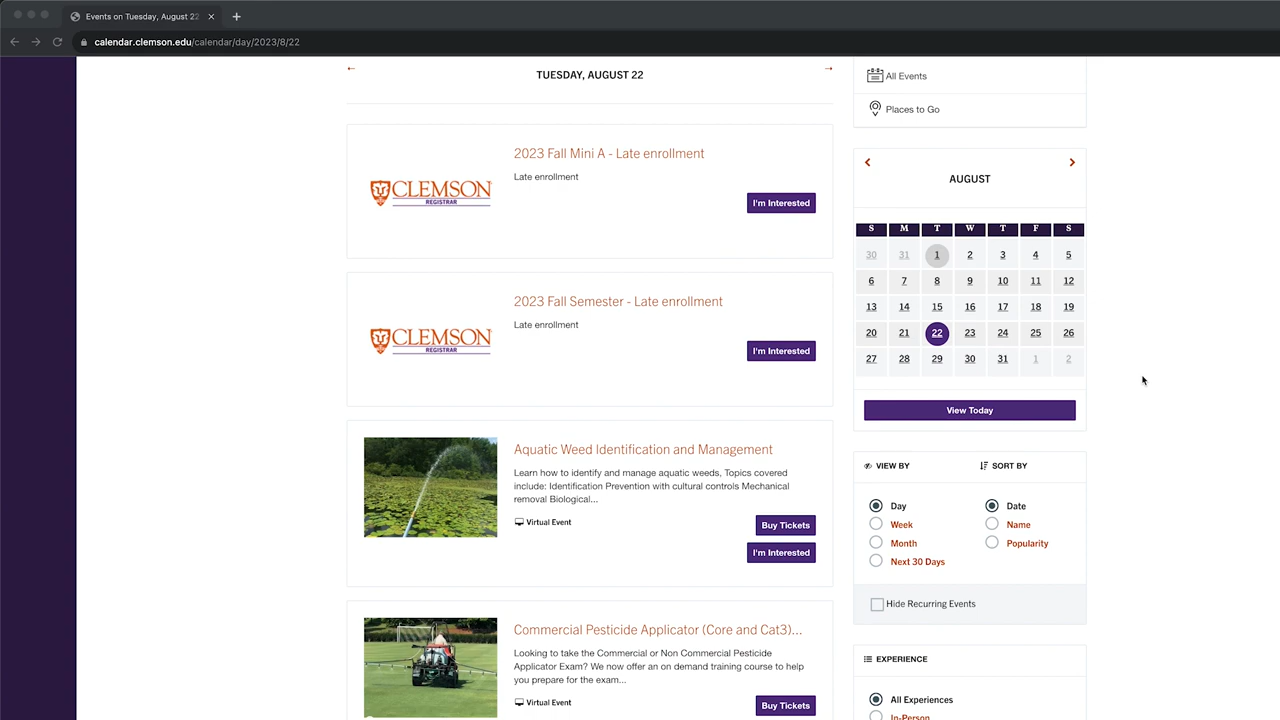 Events on Tuesday, August 22
calendar.clemson.edu/calendar/day/2023/8/22
←
TUESDAY, AUGUST 22
→
CLEMSON
REGISTRAR
2023 Fall Mini A - Late enrollment
Late enrollment
I'm Interested
CLEMSON
REGISTRAR
2023 Fall Semester - Late enrollment
Late enrollment
I'm Interested
Aquatic Weed Identification and Management
Learn how to identify and manage aquatic weeds, Topics covered
include: Identification Prevention with cultural controls Mechanical
removal Biological...
Virtual Event
Buy Tickets
I'm Interested
Commercial Pesticide Applicator (Core and Cat3)...
Looking to take the Commercial or Non Commercial Pesticide
Applicator Exam? We now offer an on demand training course to help
you prepare for the exam...
Virtual Event
Buy Tickets
All Events
Places to Go
AUGUST
S M T W T F S
30 31 1 2 3 4 5
6 7 8 9 10 11 12
13 14 15 16 17 18 19
20 21 22 23 24 25 26
27 28 29 30 31 1 2
View Today
VIEW BY
Day
Week
Month
Next 30 Days
SORT BY
Date
Name
Popularity
Hide Recurring Events
EXPERIENCE
All Experiences
In-Person